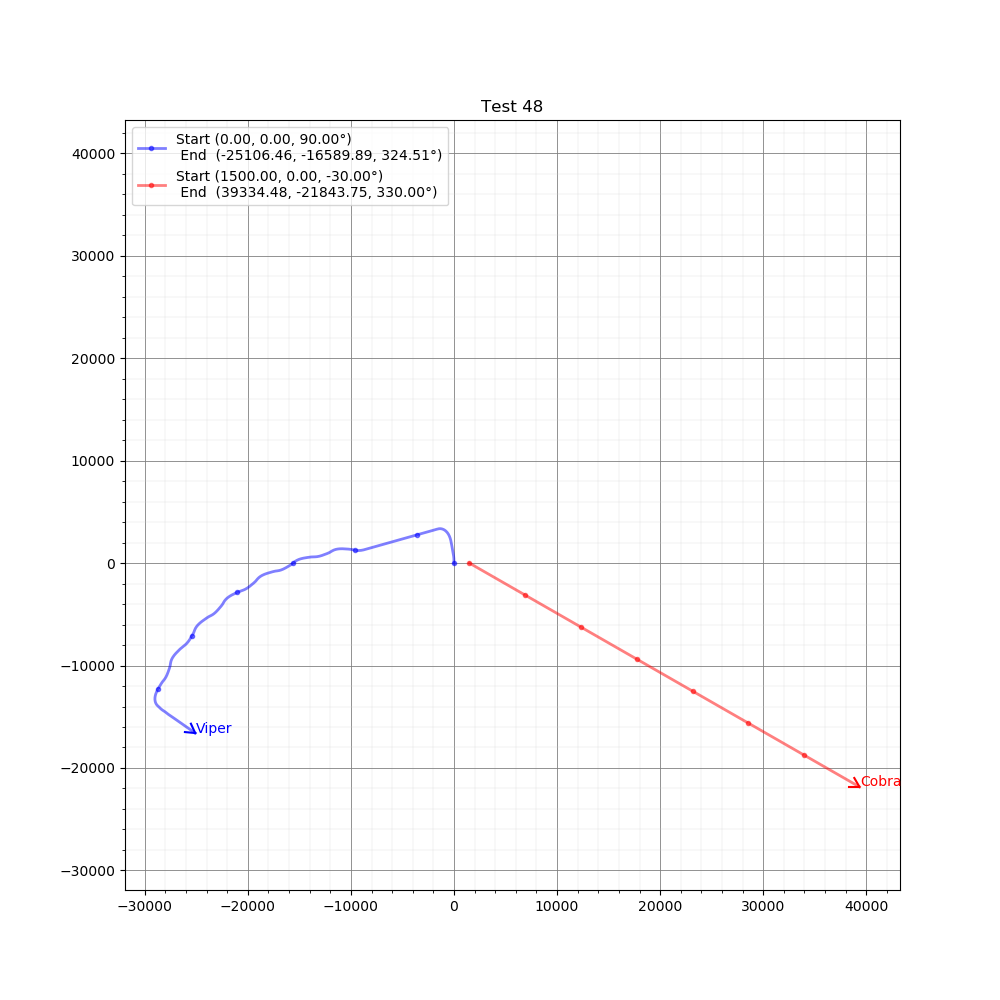 Test 48
Start (0.00, 0.00, 90.00°)
End (-25106.46, -16589.89, 324.51°)
Start (1500.00, 0.00, -30.00°)
End (39334.48, -21843.75, 330.00°)
40000
30000
20000
10000
0
−10000
−20000
−30000
Viper
Cobra
−30000 −20000 −10000 0 10000 20000 30000 40000